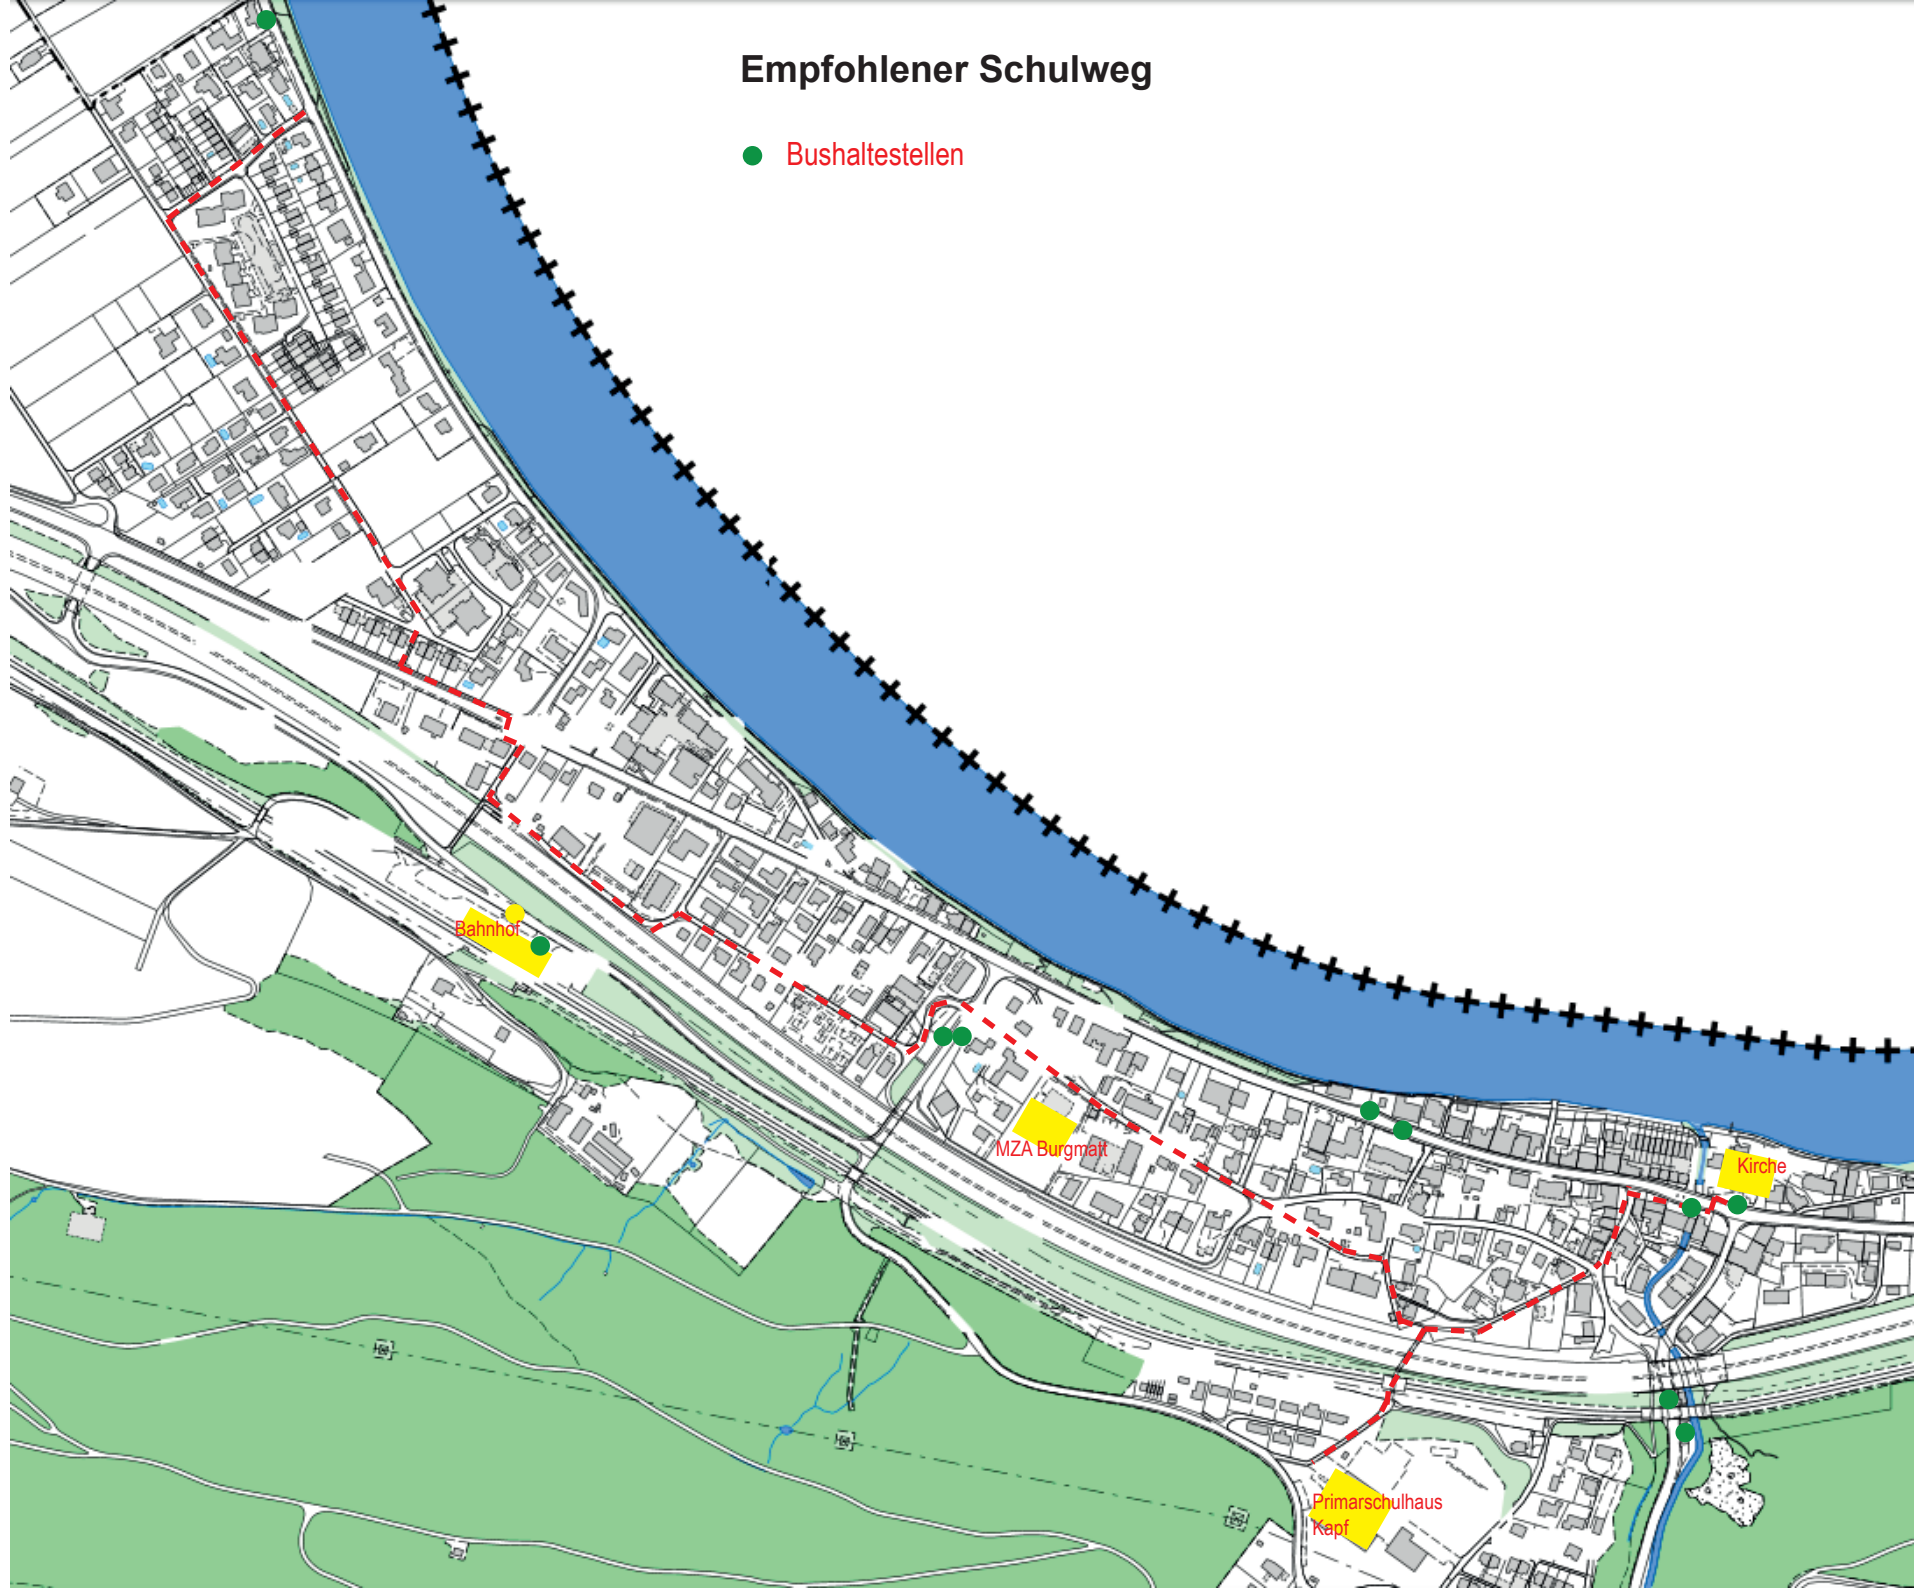 Empfohlener Schulweg
Bushaltestellen
Bahnhof
MZA Burgmatt
Kirche
Primarschulhaus
Kapf